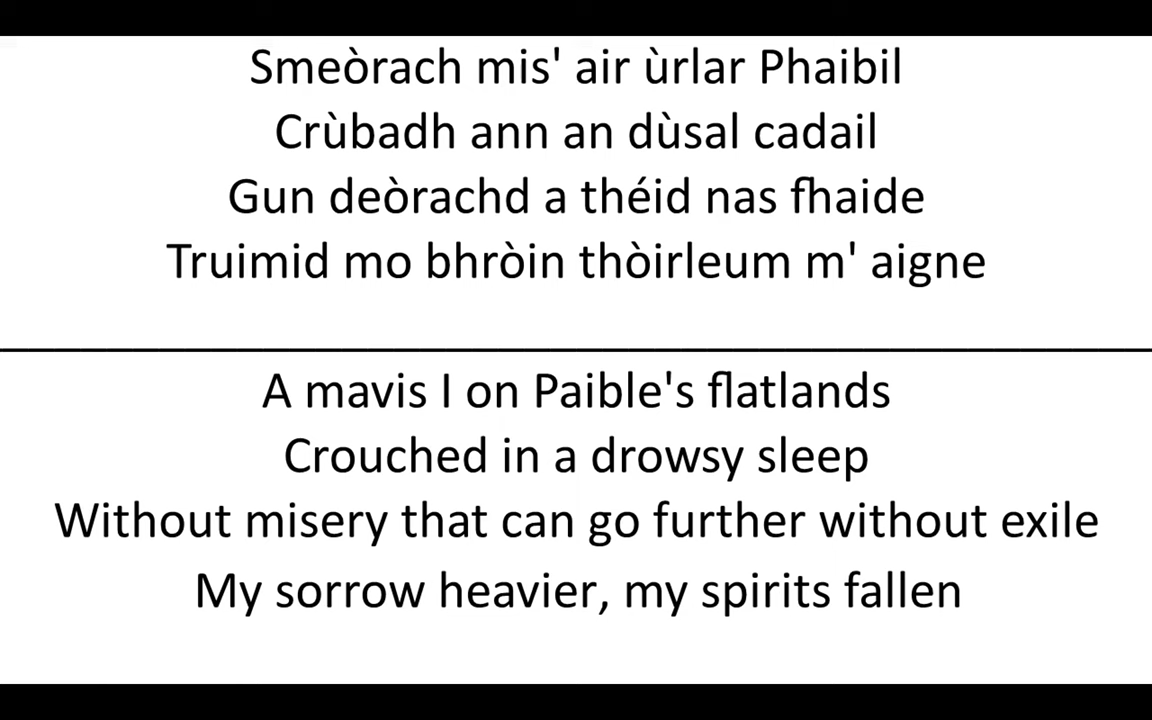 Smeòrach mis' air ùrlar Phaibil
Crùbadh ann an dùsal cadail
Gun deòrachd a théid nas fhaide
Truimid mo bhròin thòirleum m' aigne
A mavis I on Paible's flatlands
Crouched in a drowsy sleep
Without misery that can go further without exile
My sorrow heavier, my spirits fallen